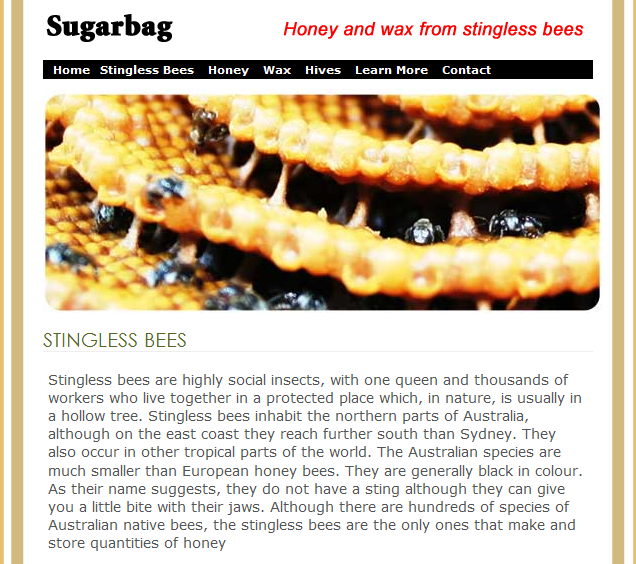 Sugarbag
Honey and wax from stingless bees
Home Stingless Bees Honey Wax Hives Learn More Contact
STINGLESS BEES
Stingless bees are highly social insects, with one queen and thousands of
workers who live together in a protected place which, in nature, is usually in
a hollow tree. Stingless bees inhabit the northern parts of Australia,
although on the east coast they reach further south than Sydney. They
also occur in other tropical parts of the world. The Australian species are
much smaller than European honey bees. They are generally black in colour.
As their name suggests, they do not have a sting although they can give
you a little bite with their jaws. Although there are hundreds of species of
Australian native bees, the stingless bees are the only ones that make and
store quantities of honey